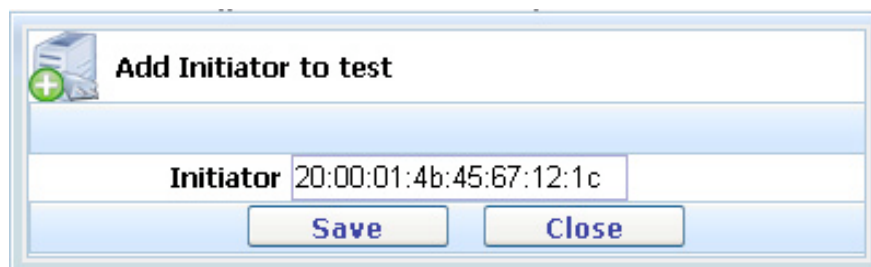 Add Initiator to test
Initiator 20:00:01:4b:45:67:12:1c
Save Close